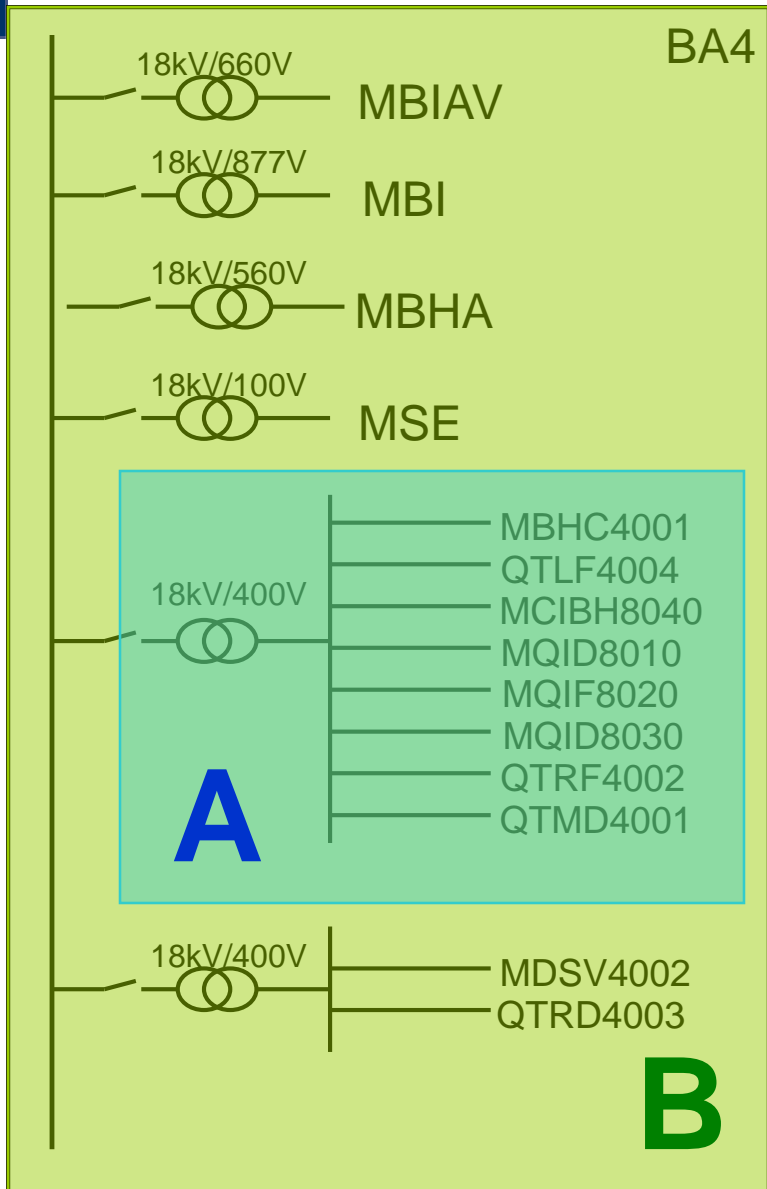 BA4
18kV/660V
MBIAV
18kV/877V
MBI
18kV/560V
MBHA
18kV/100V
MSE
MBHC4001
QTLF4004
18kV/400V
MCIBH8040
MQID8010
MQIF8020
MQID8030
QTRF4002
QTMD4001
A
18kV/400V
MDSV4002
QTRD4003
B